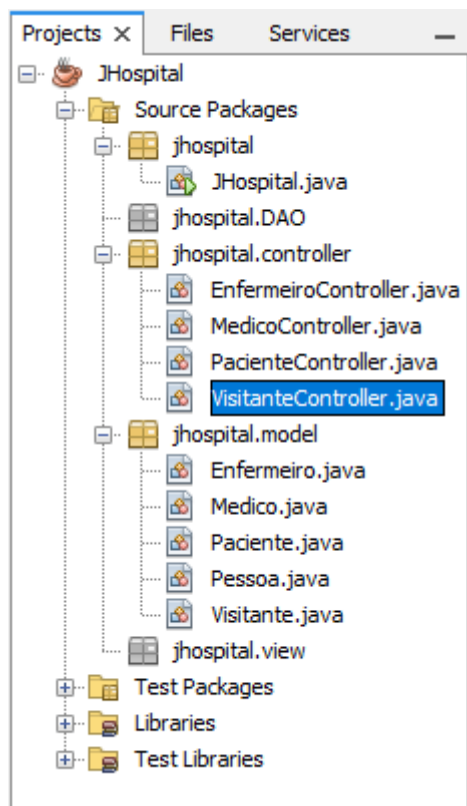 Projects Files Services
JHospital
Source Packages
jhospital
JHospital.java
jhospital.DAO
jhospital.controller
EnfermeiroController.java
MedicoController.java
PacienteController.java
VisitanteController.java
jhospital.model
Enfermeiro.java
Medico.java
Paciente.java
Pessoa.java
Visitante.java
jhospital.view
Test Packages
Libraries
Test Libraries